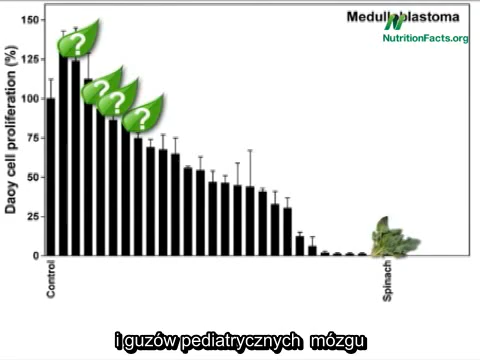 Medulloblastoma
NutritionFacts.org
Daoy cell proliferation (%)
150
125
100
75
50
25
0
?
?
?
?
Control
Spinach
i guzów pediatrycznych mózgu